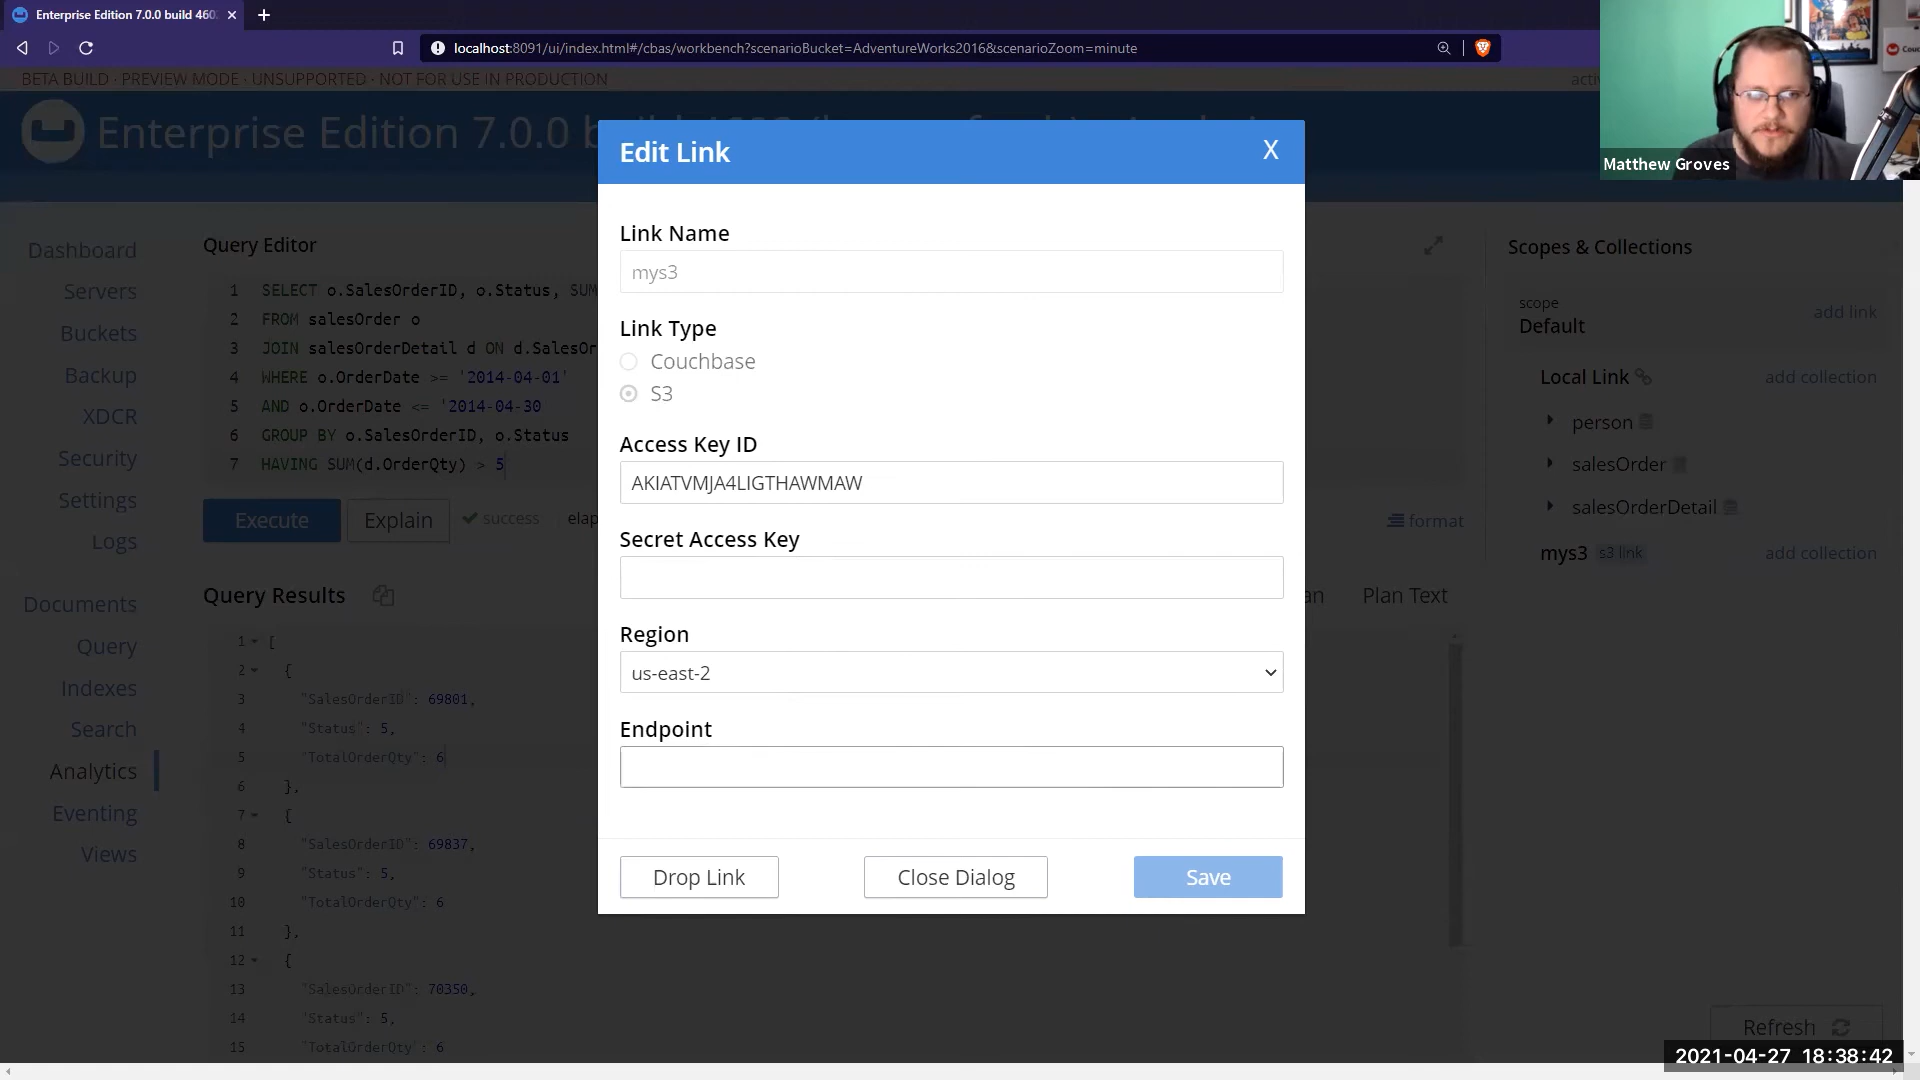 Enterprise Edition 7.0.0 build 460
localhost:8091/ui/index.html#/cbas/workbench?scenarioBucket=AdventureWorks2016&scenarioZoom=minute
BETA BUILD - PREVIEW MODE - UNSUPPORTED - NOT FOR USE IN PRODUCTION
Enterprise Edition 7.0.0
Matthew Groves
Dashboard
Servers
Buckets
Backup
XDCR
Security
Settings
Logs
Documents
Query
Indexes
Search
Analytics
Eventing
Views
Query Editor
1 SELECT o.SalesOrderID, o.Status, SUM
2 FROM salesOrder o
3 JOIN salesOrderDetail d ON d.SalesOr
4 WHERE o.OrderDate >= '2014-04-01'
5 AND o.OrderDate <= '2014-04-30
6 GROUP BY o.SalesOrderID, o.Status
7 HAVING SUM(d.OrderQty) > 5
Execute
Explain
success
elap
format
Query Results
an
Plan Text
1 [
2 {
3 "SalesOrderID": 69801,
4 "Status": 5,
5 "TotalOrderQty": 6
6 },
7 {
8 "SalesOrderID": 69837,
9 "Status": 5,
10 "TotalOrderQty": 6
11 },
12 {
13 "SalesOrderID": 70350,
14 "Status": 5,
15 "TotalOrderQty": 6
Edit Link
X
Link Name
mys3
Link Type
Couchbase
S3
Access Key ID
AKIATVMJA4LIGTHAWMAW
Secret Access Key
Region
us-east-2
Endpoint
Drop Link
Close Dialog
Save
Scopes & Collections
scope
Default
add link
Local Link
add collection
person
salesOrder
salesOrderDetail
mys3 s3 link
add collection
Refresh
2021-04-27 18:38:42